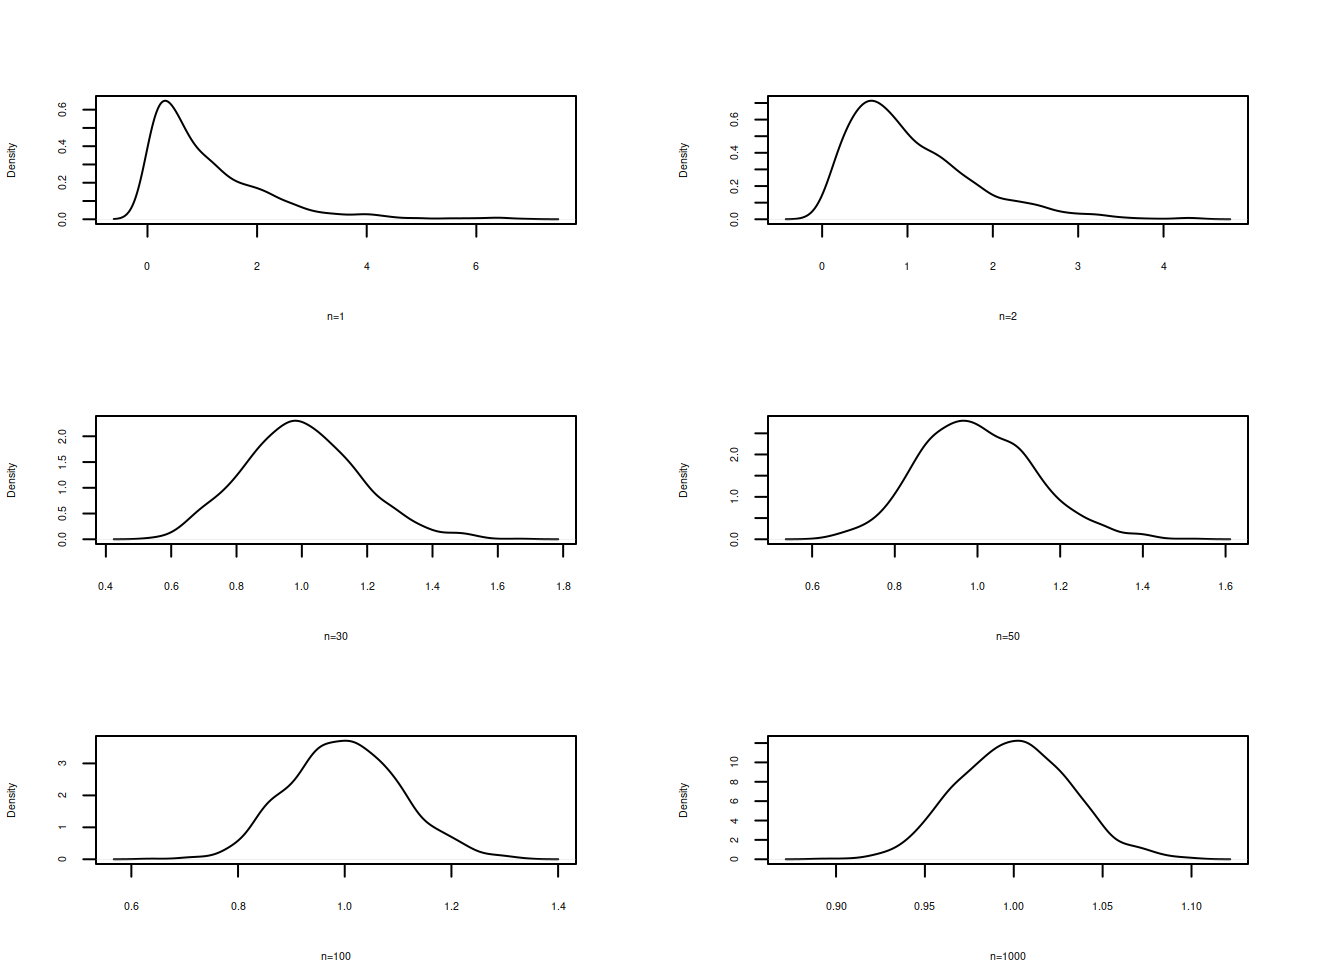 Density
0.0 0.2 0.4 0.6
0 2 4 6
n=1
Density
0.0 0.2 0.4 0.6
0 1 2 3 4
n=2
Density
0.0 0.5 1.0 1.5 2.0
0.4 0.6 0.8 1.0 1.2 1.4 1.6 1.8
n=30
Density
0.0 1.0 2.0
0.6 0.8 1.0 1.2 1.4 1.6
n=50
Density
0 1 2 3
0.6 0.8 1.0 1.2 1.4
n=100
Density
0 2 4 6 8 10
0.90 0.95 1.00 1.05 1.10
n=1000